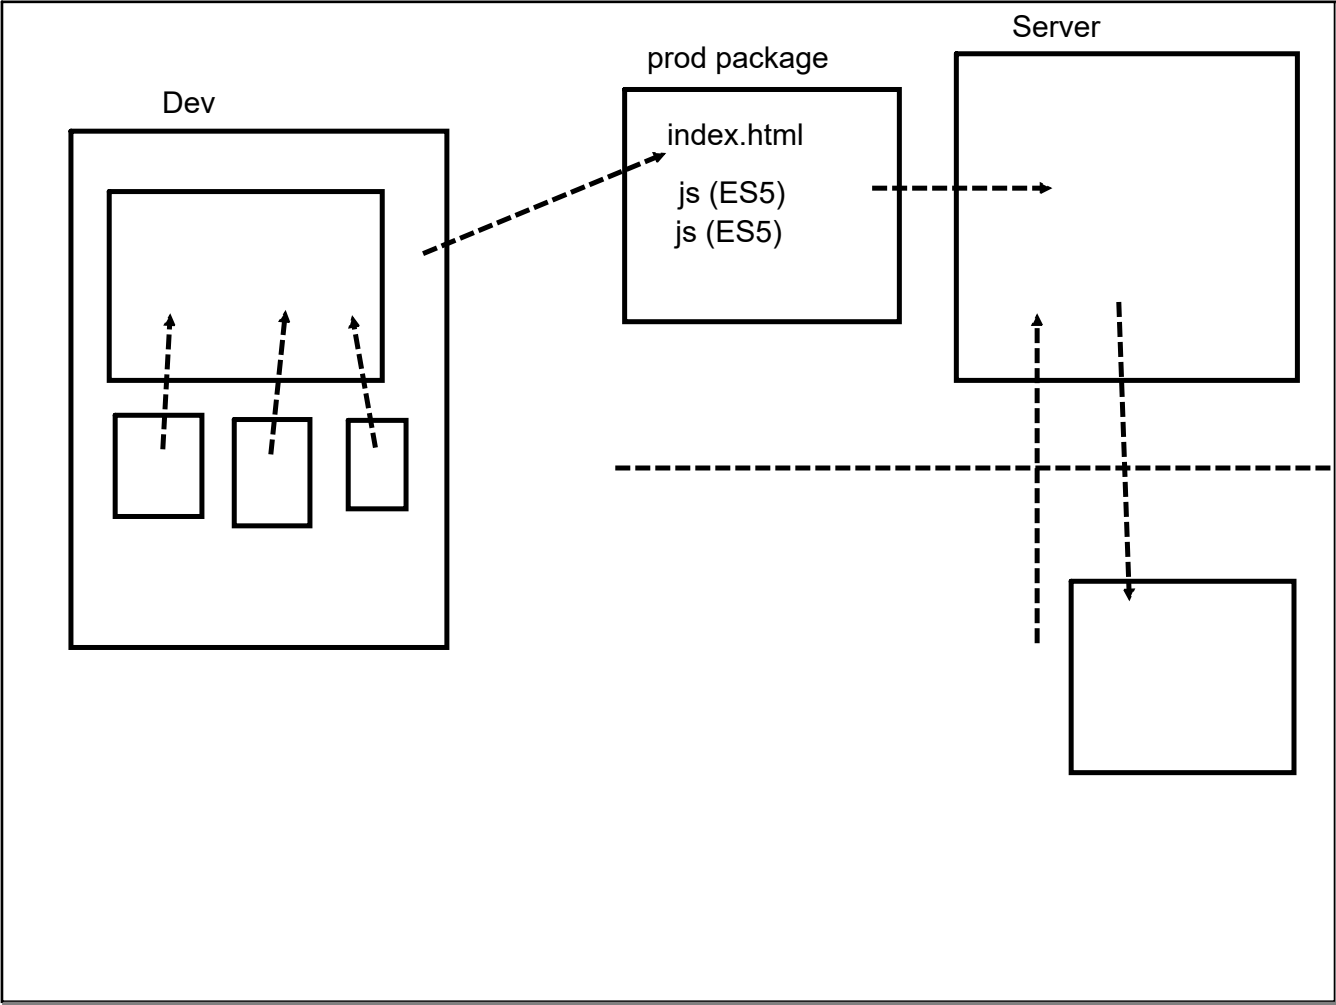 Server
prod package
Dev
index.html
js (ES5)
js (ES5)